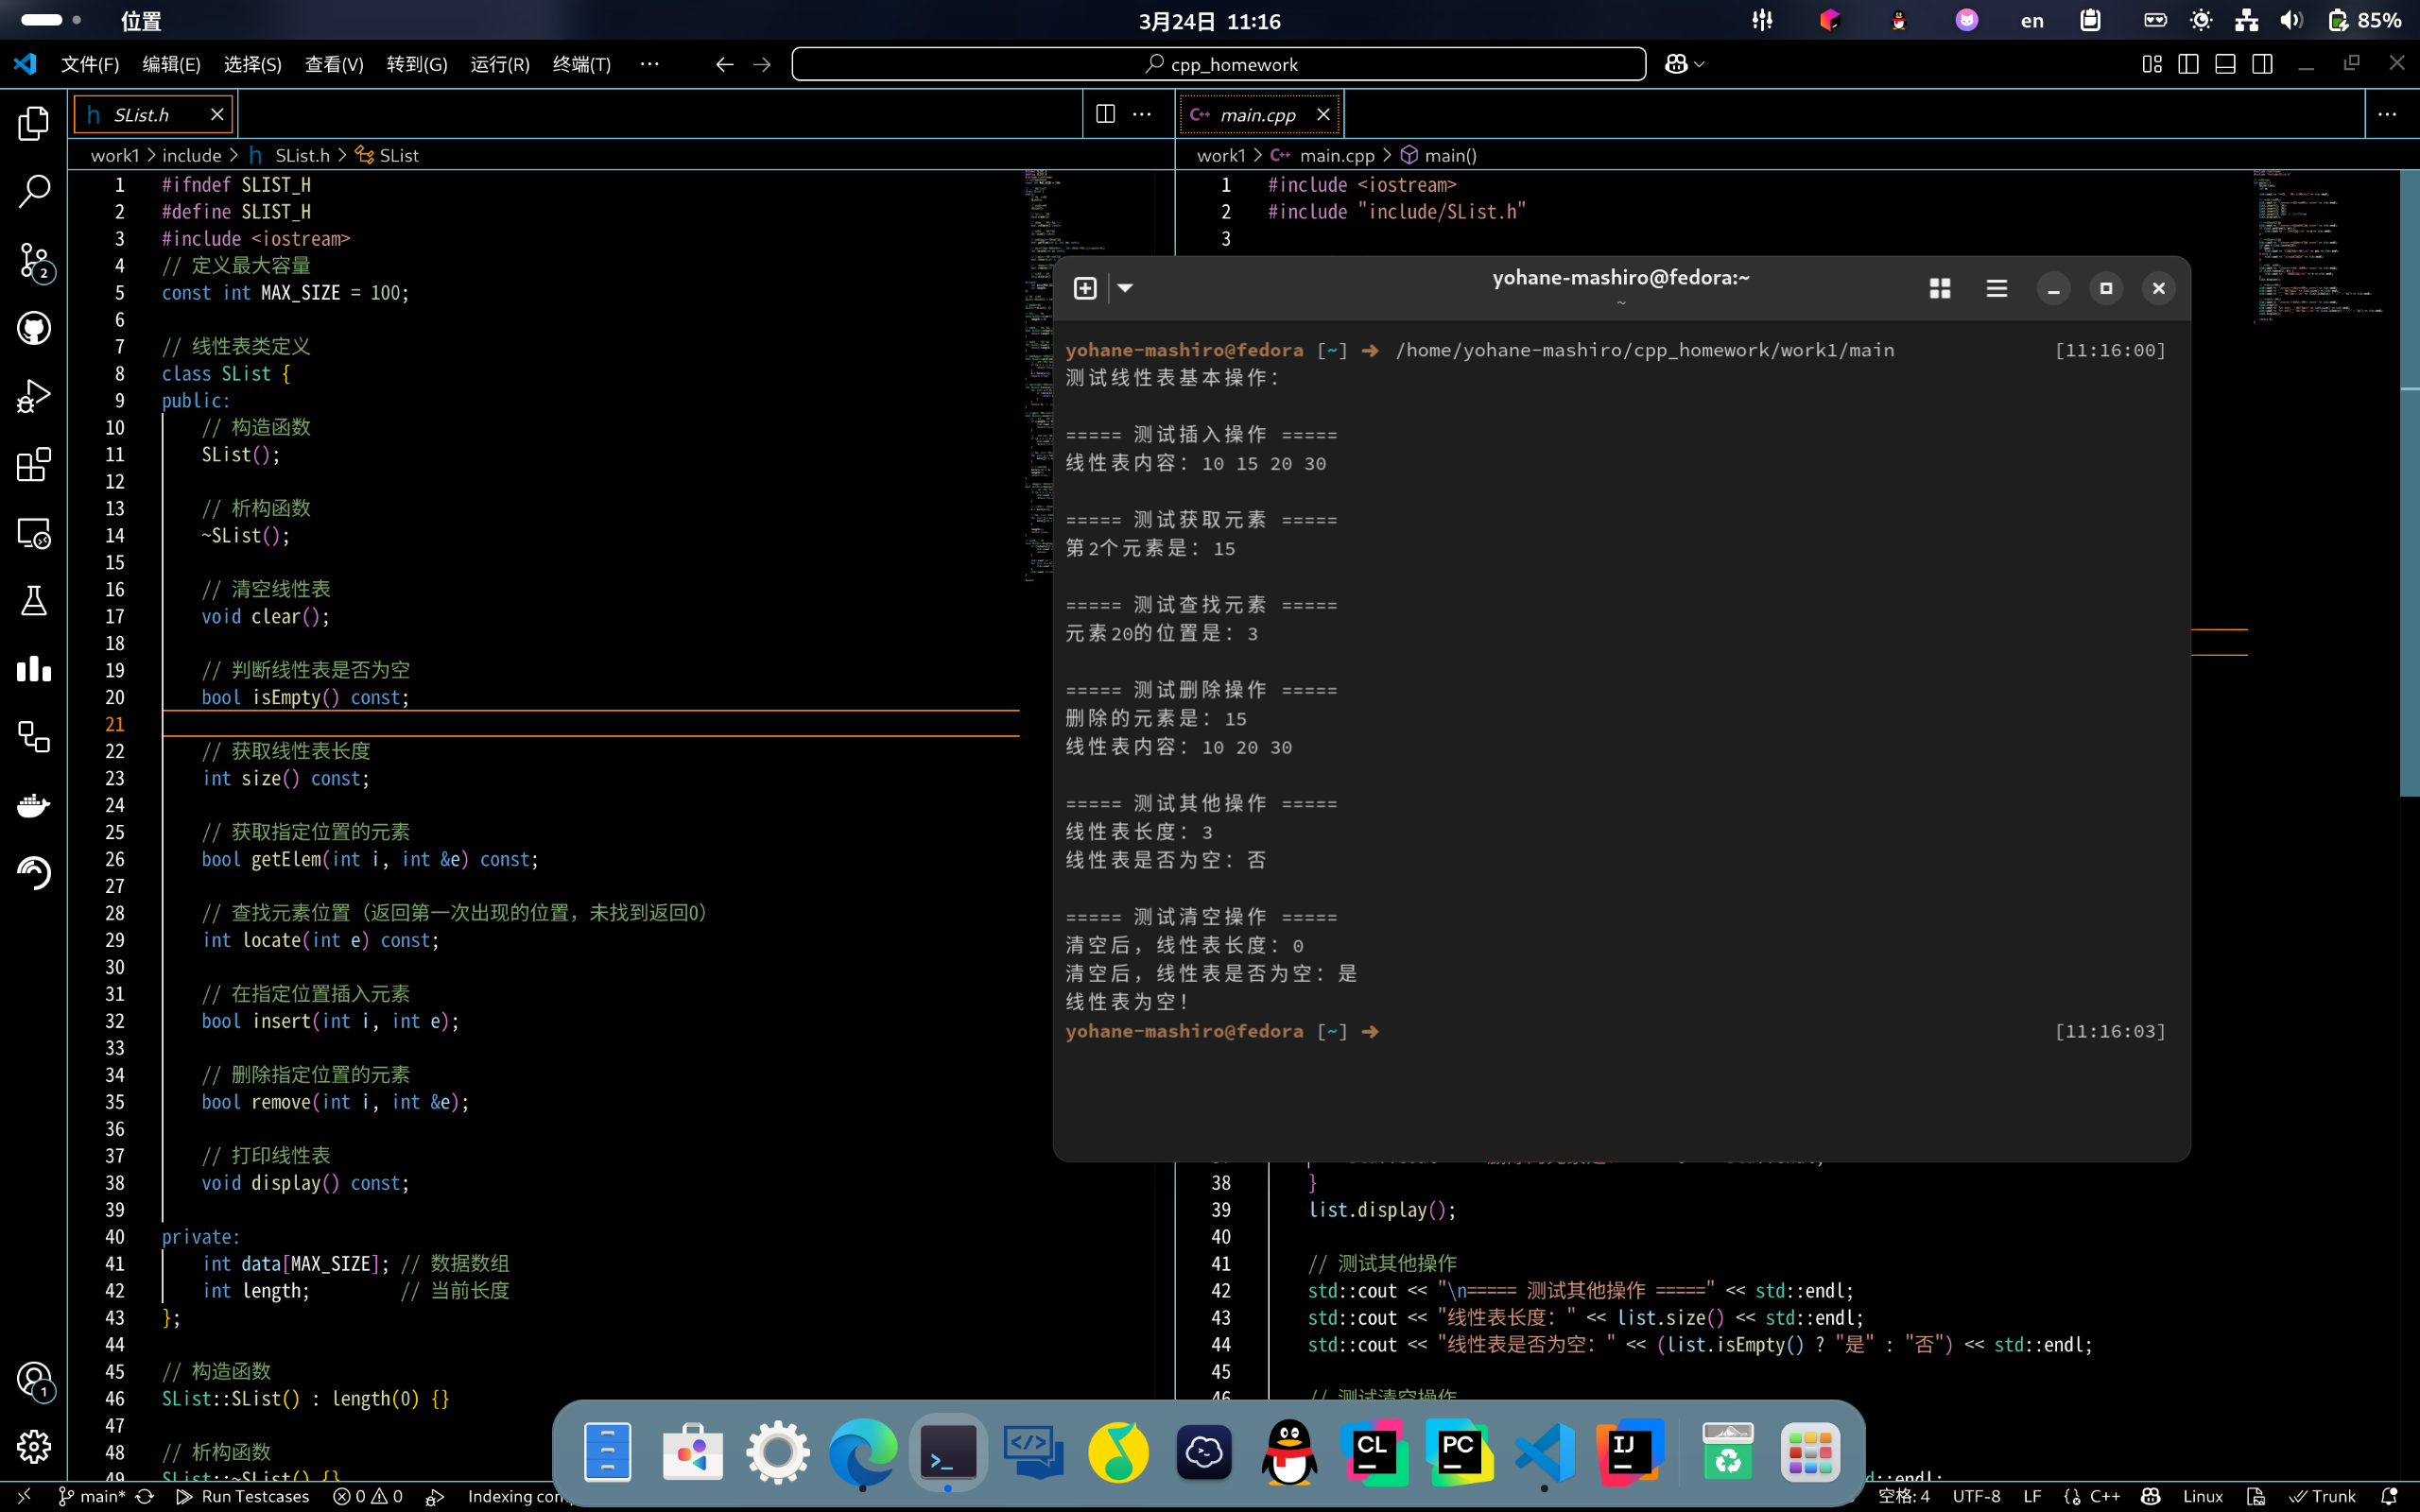 位置
3月24日 11:16
en
85%
文件(F) 编辑(E) 选择(S) 查看(V) 转到(G) 运行(R) 终端(T) ···
cpp_homework
h SList.h
work1 > include > h SList.h > SList
1 #ifndef SLIST_H
2 #define SLIST_H
3 #include <iostream>
4 // 定义最大容量
5 const int MAX_SIZE = 100;
6
7 // 线性表类定义
8 class SList {
9 public:
10 // 构造函数
11 SList();
12
13 // 析构函数
14 ~SList();
15
16 // 清空线性表
17 void clear();
18
19 // 判断线性表是否为空
20 bool isEmpty() const;
21
22 // 获取线性表长度
23 int size() const;
24
25 // 获取指定位置的元素
26 bool getElem(int i, int &e) const;
27
28 // 查找元素位置（返回第一次出现的位置，未找到返回0）
29 int locate(int e) const;
30
31 // 在指定位置插入元素
32 bool insert(int i, int e);
33
34 // 删除指定位置的元素
35 bool remove(int i, int &e);
36
37 // 打印线性表
38 void display() const;
39
40 private:
41 int data[MAX_SIZE]; // 数据数组
42 int length; // 当前长度
43 };
44
45 // 构造函数
46 SList::SList() : length(0) {}
47
48 // 析构函数
49 SList::~SList() {}
C++ main.cpp
work1 > C++ main.cpp > main()
1 #include <iostream>
2 #include "include/SList.h"
3
yohane-mashiro@fedora:~
~
yohane-mashiro@fedora [~] ➜ /home/yohane-mashiro/cpp_homework/work1/main [11:16:00]
测试线性表基本操作：
===== 测试插入操作 =====
线性表内容：10 15 20 30
===== 测试获取元素 =====
第2个元素是：15
===== 测试查找元素 =====
元素20的位置是：3
===== 测试删除操作 =====
删除的元素是：15
线性表内容：10 20 30
===== 测试其他操作 =====
线性表长度：3
线性表是否为空：否
===== 测试清空操作 =====
清空后，线性表长度：0
清空后，线性表是否为空：是
线性表为空！
yohane-mashiro@fedora [~] ➜ [11:16:03]
38 }
39 list.display();
40
41 // 测试其他操作
42 std::cout << "\n===== 测试其他操作 =====" << std::endl;
43 std::cout << "线性表长度：" << list.size() << std::endl;
44 std::cout << "线性表是否为空：" << (list.isEmpty() ? "是" : "否") << std::endl;
45
46 // 测试清空操作
2
1
CL
PC
IJ
main* Run Testcases 0 0 Indexing
空格: 4 UTF-8 LF {} C++ Linux Trunk